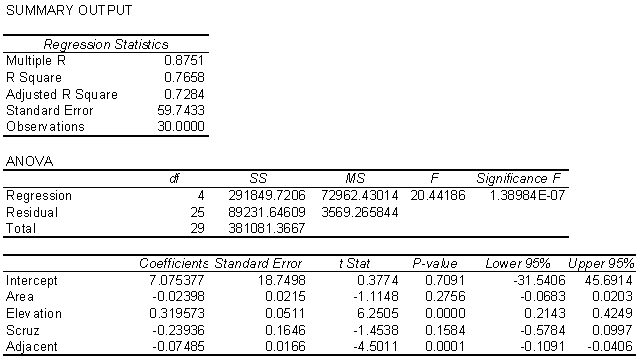 SUMMARY OUTPUT
Regression Statistics
Multiple R 0.8751
R Square 0.7658
Adjusted R Square 0.7284
Standard Error 59.7433
Observations 30.0000
ANOVA
df SS MS F Significance F
Regression 4 291849.7206 72962.43014 20.44186 1.38984E-07
Residual 25 89231.64609 3569.265844
Total 29 381081.3667
Coefficients Standard Error t Stat P-value Lower 95% Upper 95%
Intercept 7.075377 18.7498 0.3774 0.7091 -31.5406 45.6914
Area -0.02398 0.0215 -1.1148 0.2756 -0.0683 0.0203
Elevation 0.319573 0.0511 6.2505 0.0000 0.2143 0.4249
Scruz -0.23936 0.1646 -1.4538 0.1584 -0.5784 0.0997
Adjacent -0.07485 0.0166 -4.5011 0.0001 -0.1091 -0.0406